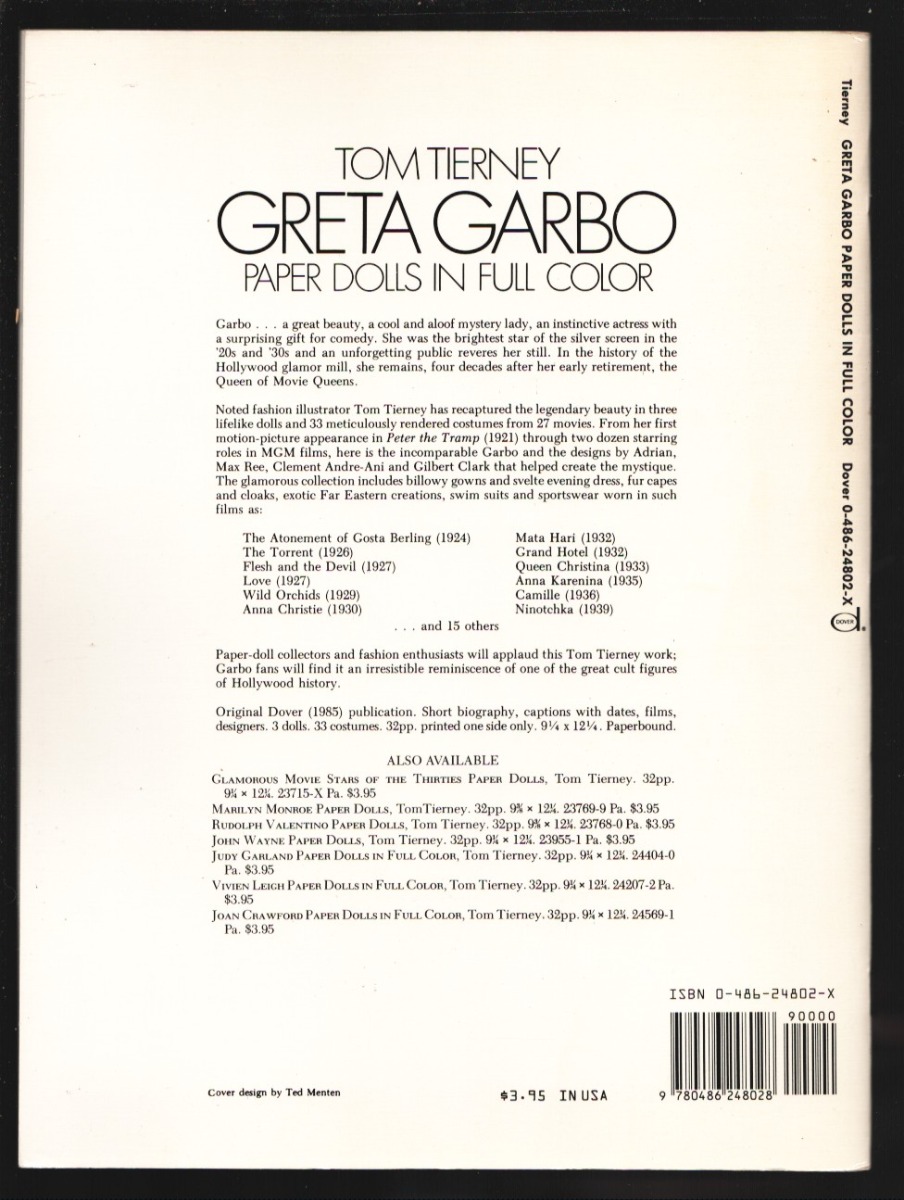 TOM TIERNEY
GRETA GARBO
PAPER DOLLS IN FULL COLOR
Garbo . . . a great beauty, a cool and aloof mystery lady, an instinctive actress with
a surprising gift for comedy. She was the brightest star of the silver screen in the
'20s and '30s and an unforgetting public reveres her still. In the history of the
Hollywood glamor mill, she remains, four decades after her early retirement, the
Queen of Movie Queens.
Noted fashion illustrator Tom Tierney has recaptured the legendary beauty in three
lifelike dolls and 33 meticulously rendered costumes from 27 movies. From her first
motion-picture appearance in Peter the Tramp (1921) through two dozen starring
roles in MGM films, here is the incomparable Garbo and the designs by Adrian,
Max Ree, Clement Andre-Ani and Gilbert Clark that helped create the mystique.
The glamorous collection includes billowy gowns and svelte evening dress, fur capes
and cloaks, exotic Far Eastern creations, swim suits and sportswear worn in such
films as:
The Atonement of Gosta Berling (1924)
The Torrent (1926)
Flesh and the Devil (1927)
Love (1927)
Wild Orchids (1929)
Anna Christie (1930)
Mata Hari (1932)
Grand Hotel (1932)
Queen Christina (1933)
Anna Karenina (1935)
Camille (1936)
Ninotchka (1939)
. . . and 15 others
Paper-doll collectors and fashion enthusiasts will applaud this Tom Tierney work;
Garbo fans will find it an irresistible reminiscence of one of the great cult figures
of Hollywood history.
Original Dover (1985) publication. Short biography, captions with dates, films,
designers. 3 dolls. 33 costumes. 32pp. printed one side only. 9¼ x 12¼. Paperbound.
ALSO AVAILABLE
GLAMOROUS MOVIE STARS OF THE THIRTIES PAPER DOLLS, Tom Tierney. 32pp.
9¼ × 12¼. 23715-X Pa. $3.95
MARILYN MONROE PAPER DOLLS, TomTierney. 32pp. 9¼ × 12¼. 23769-9 Pa. $3.95
RUDOLPH VALENTINO PAPER DOLLS, Tom Tierney. 32pp. 9¼ × 12¼. 23768-0 Pa. $3.95
JOHN WAYNE PAPER DOLLS, Tom Tierney. 32pp. 9¼ × 12¼. 23955-1 Pa. $3.95
JUDY GARLAND PAPER DOLLS IN FULL COLOR, Tom Tierney. 32pp. 9¼ × 12¼. 24404-0
Pa. $3.95
VIVIEN LEIGH PAPER DOLLS IN FULL COLOR, Tom Tierney. 32pp. 9¼ × 12¼. 24207-2 Pa.
$3.95
JOAN CRAWFORD PAPER DOLLS IN FULL COLOR, Tom Tierney. 32pp. 9¼ × 12¼. 24569-1
Pa. $3.95
Cover design by Ted Menten
$3.95 IN USA
ISBN 0-486-24802-X
90000
9 780486 248028
Tierney GRETA GARBO PAPER DOLLS IN FULL COLOR Dover 0-486-24802-X
DOVER